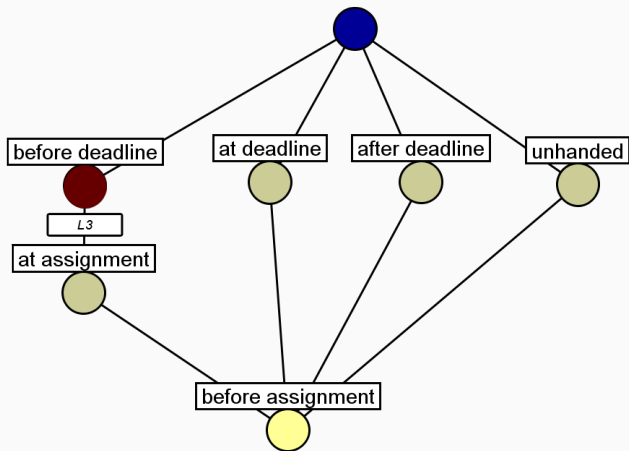 before deadline
at deadline
after deadline
unhanded
L3
at assignment
before assignment